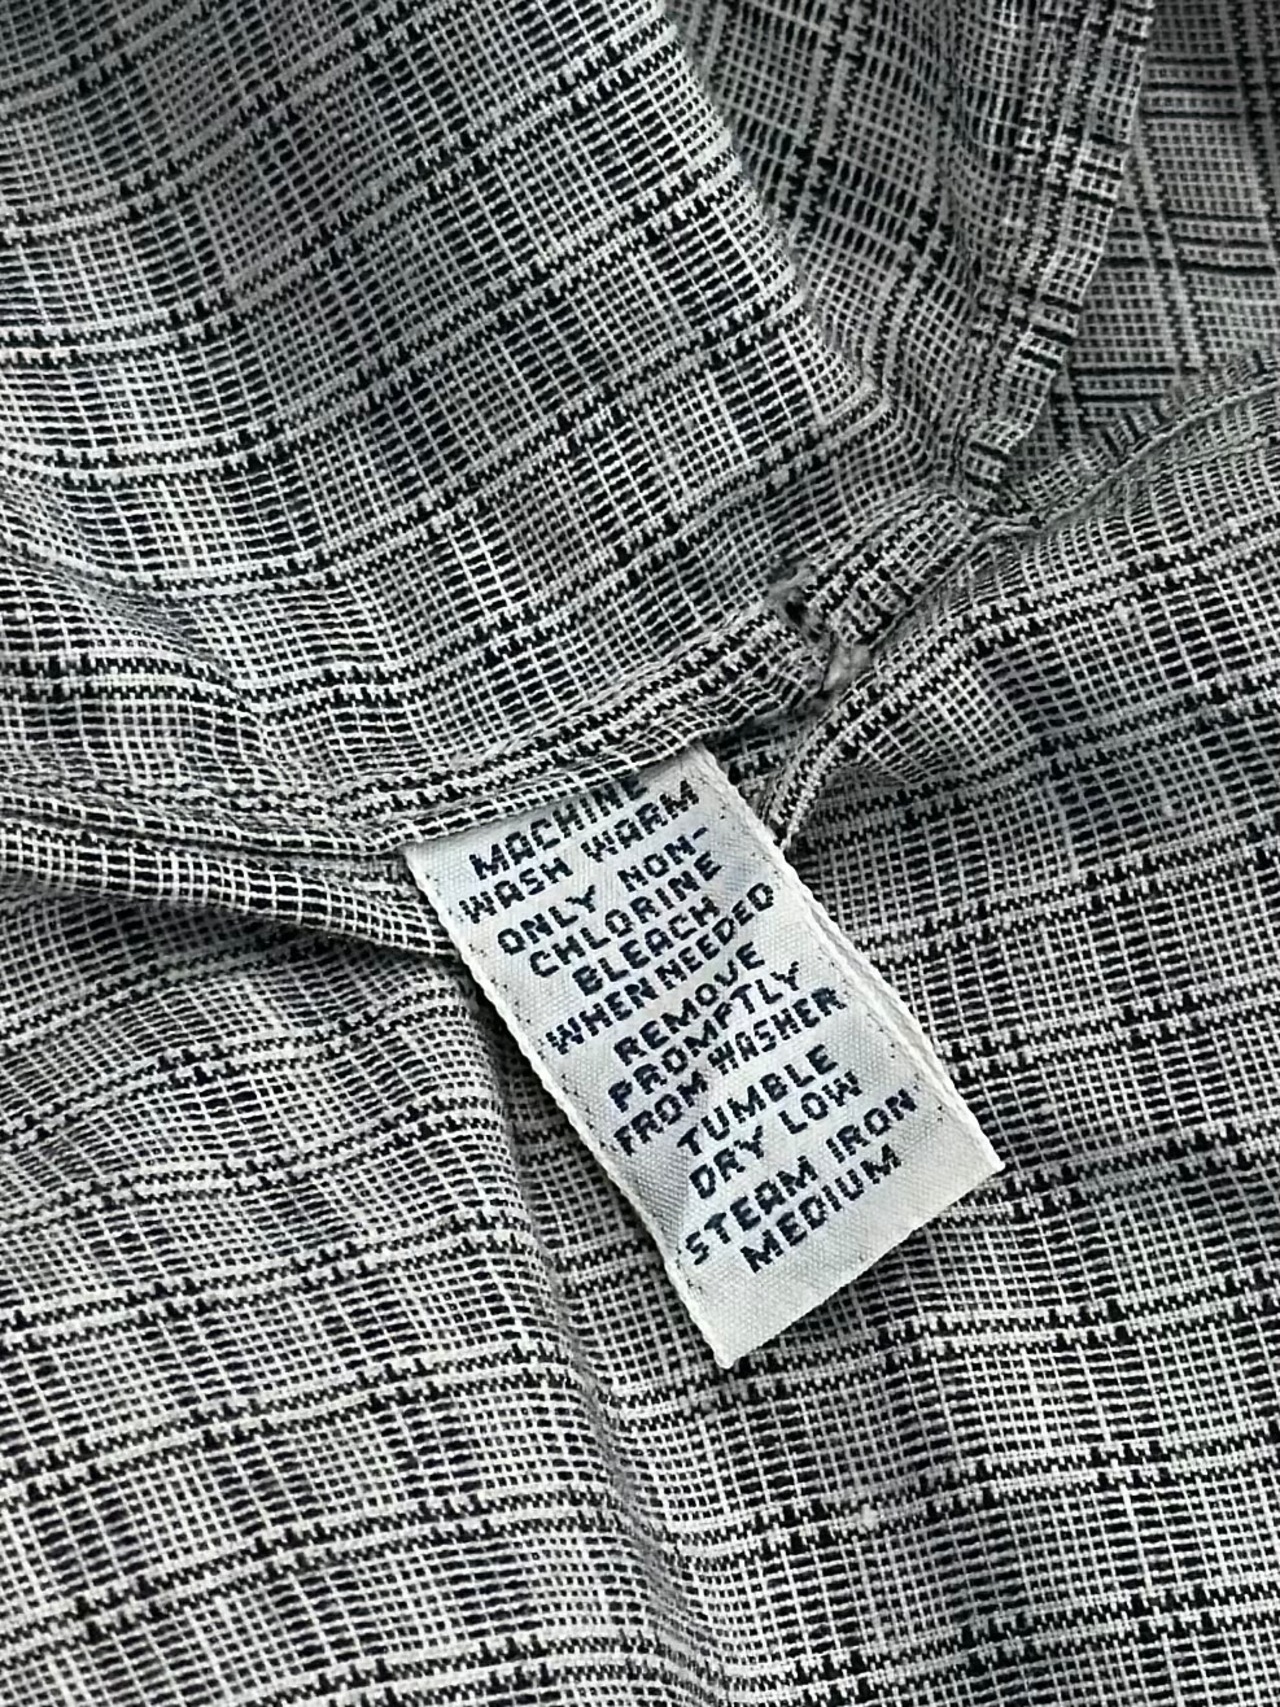 MACHINE
WASH WARM
ONLY NON-
CHLORINE
BLEACH
WHEN NEEDED
REMOVE
PROMPTLY
FROM WASHER
TUMBLE
DRY LOW
STEAM IRON
MEDIUM